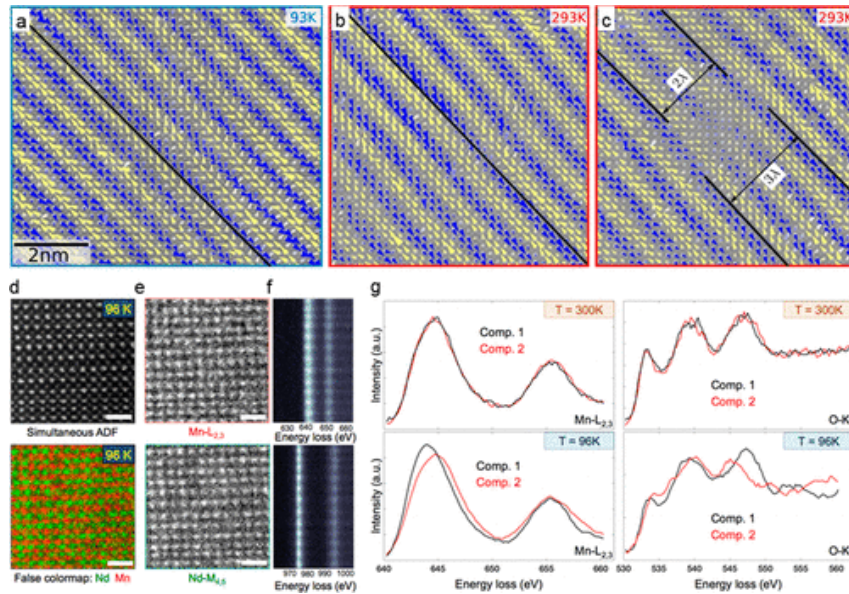 a
93K
2nm
b
293K
c
293K
2λ
3λ
d
96 K
Simultaneous ADF
96 K
False colormap: Nd Mn
e
Mn-L2,3
Nd-M4,5
f
630 640 650 660
Energy loss (eV)
970 980 990 1000
Energy loss (eV)
g
Intensity (a.u.)
T = 300K
Comp. 1
Comp. 2
Mn-L2,3
T = 300K
Comp. 1
Comp. 2
O-K
Intensity (a.u.)
T = 96K
Comp. 1
Comp. 2
Mn-L2,3
640 645 650 655 660
Energy loss (eV)
T = 96K
Comp. 1
Comp. 2
O-K
530 535 540 545 547 550 555 560
Energy loss (eV)